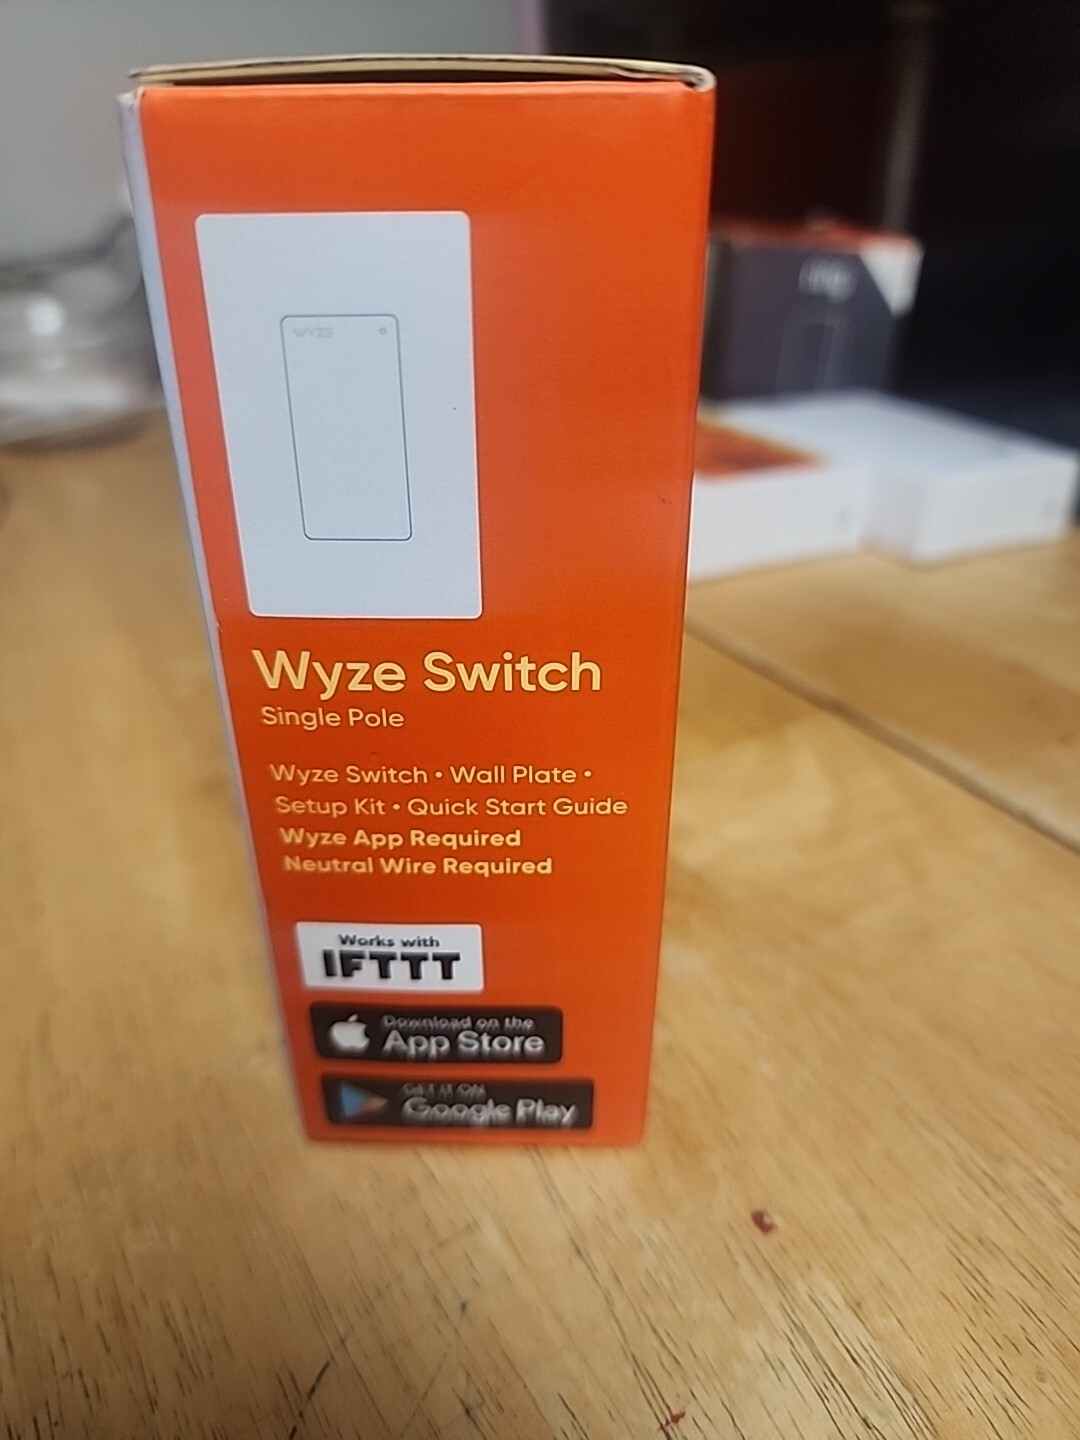 WYZE
Wyze Switch
Single Pole
Wyze Switch • Wall Plate •
Setup Kit • Quick Start Guide
Wyze App Required
Neutral Wire Required
Works with
IFTTT
Download on the
App Store
GET IT ON
Google Play